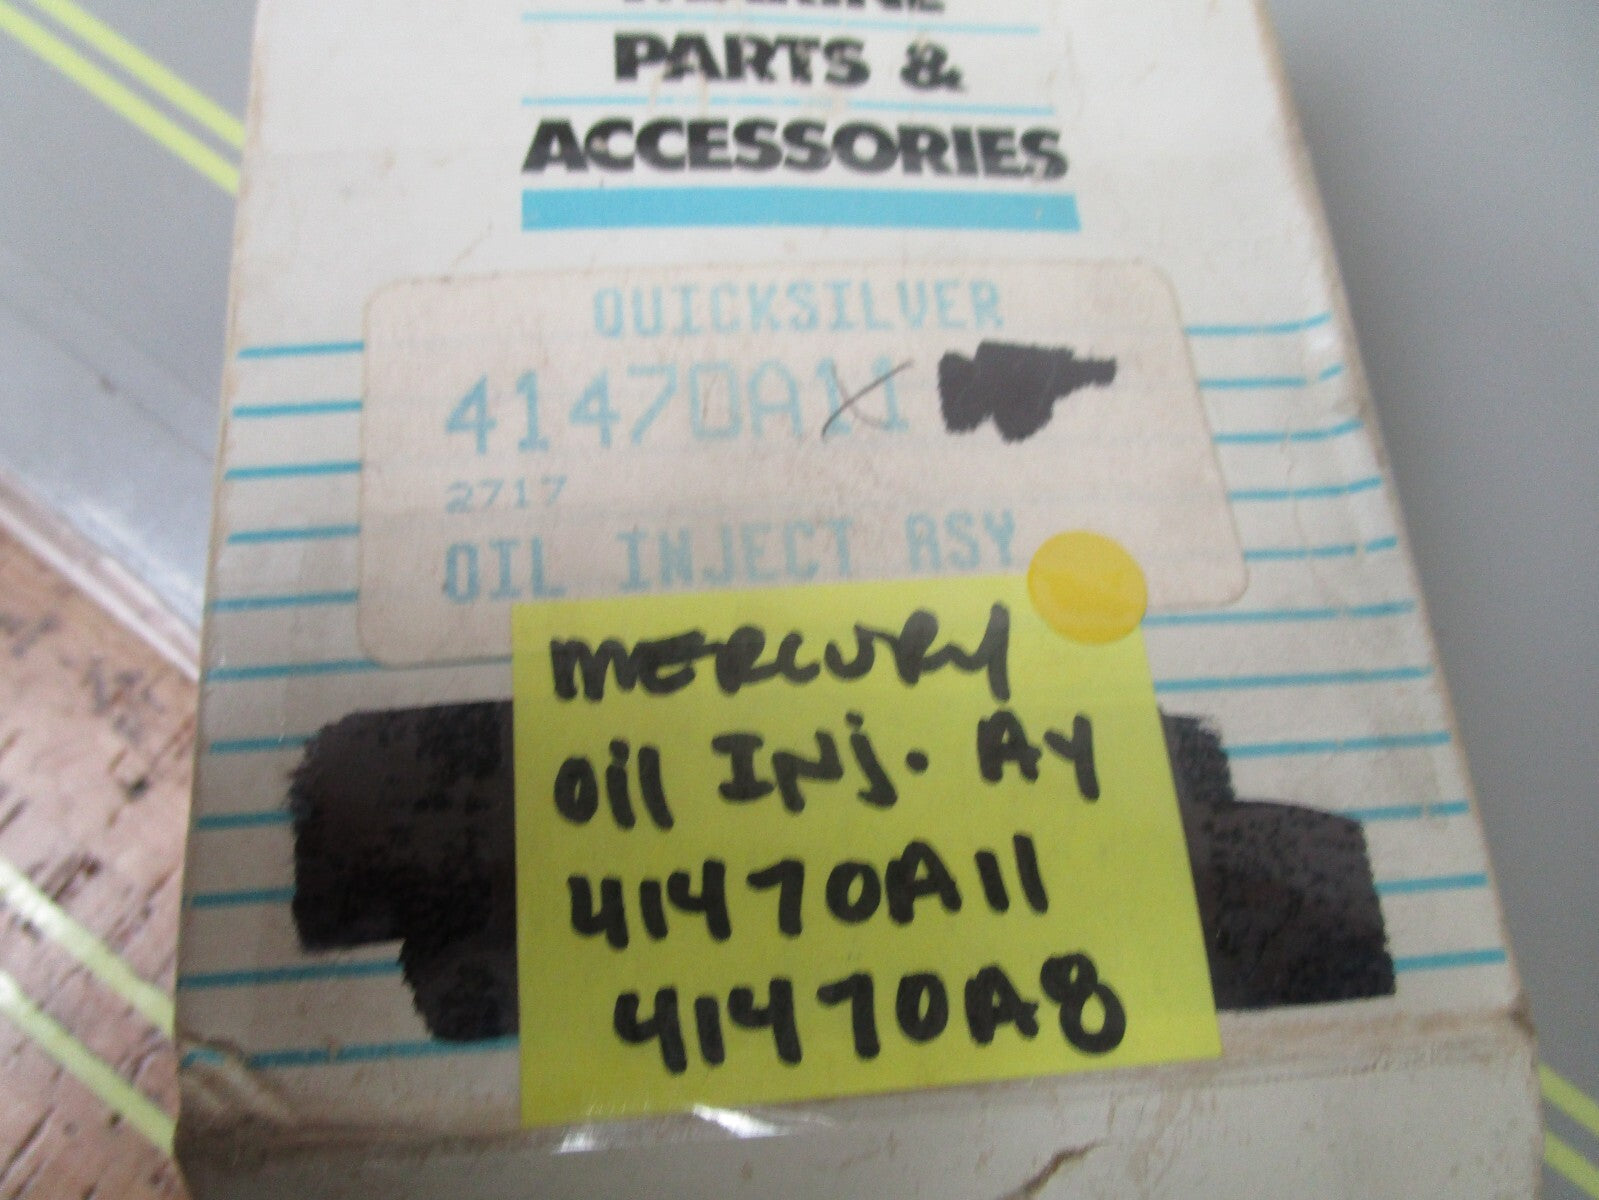 PARTS &
ACCESSORIES
QUICKSILVER
41470A11
2717
OIL INJECT ASY
MERCURY
Oil INj. Ay
41470A11
41470A8